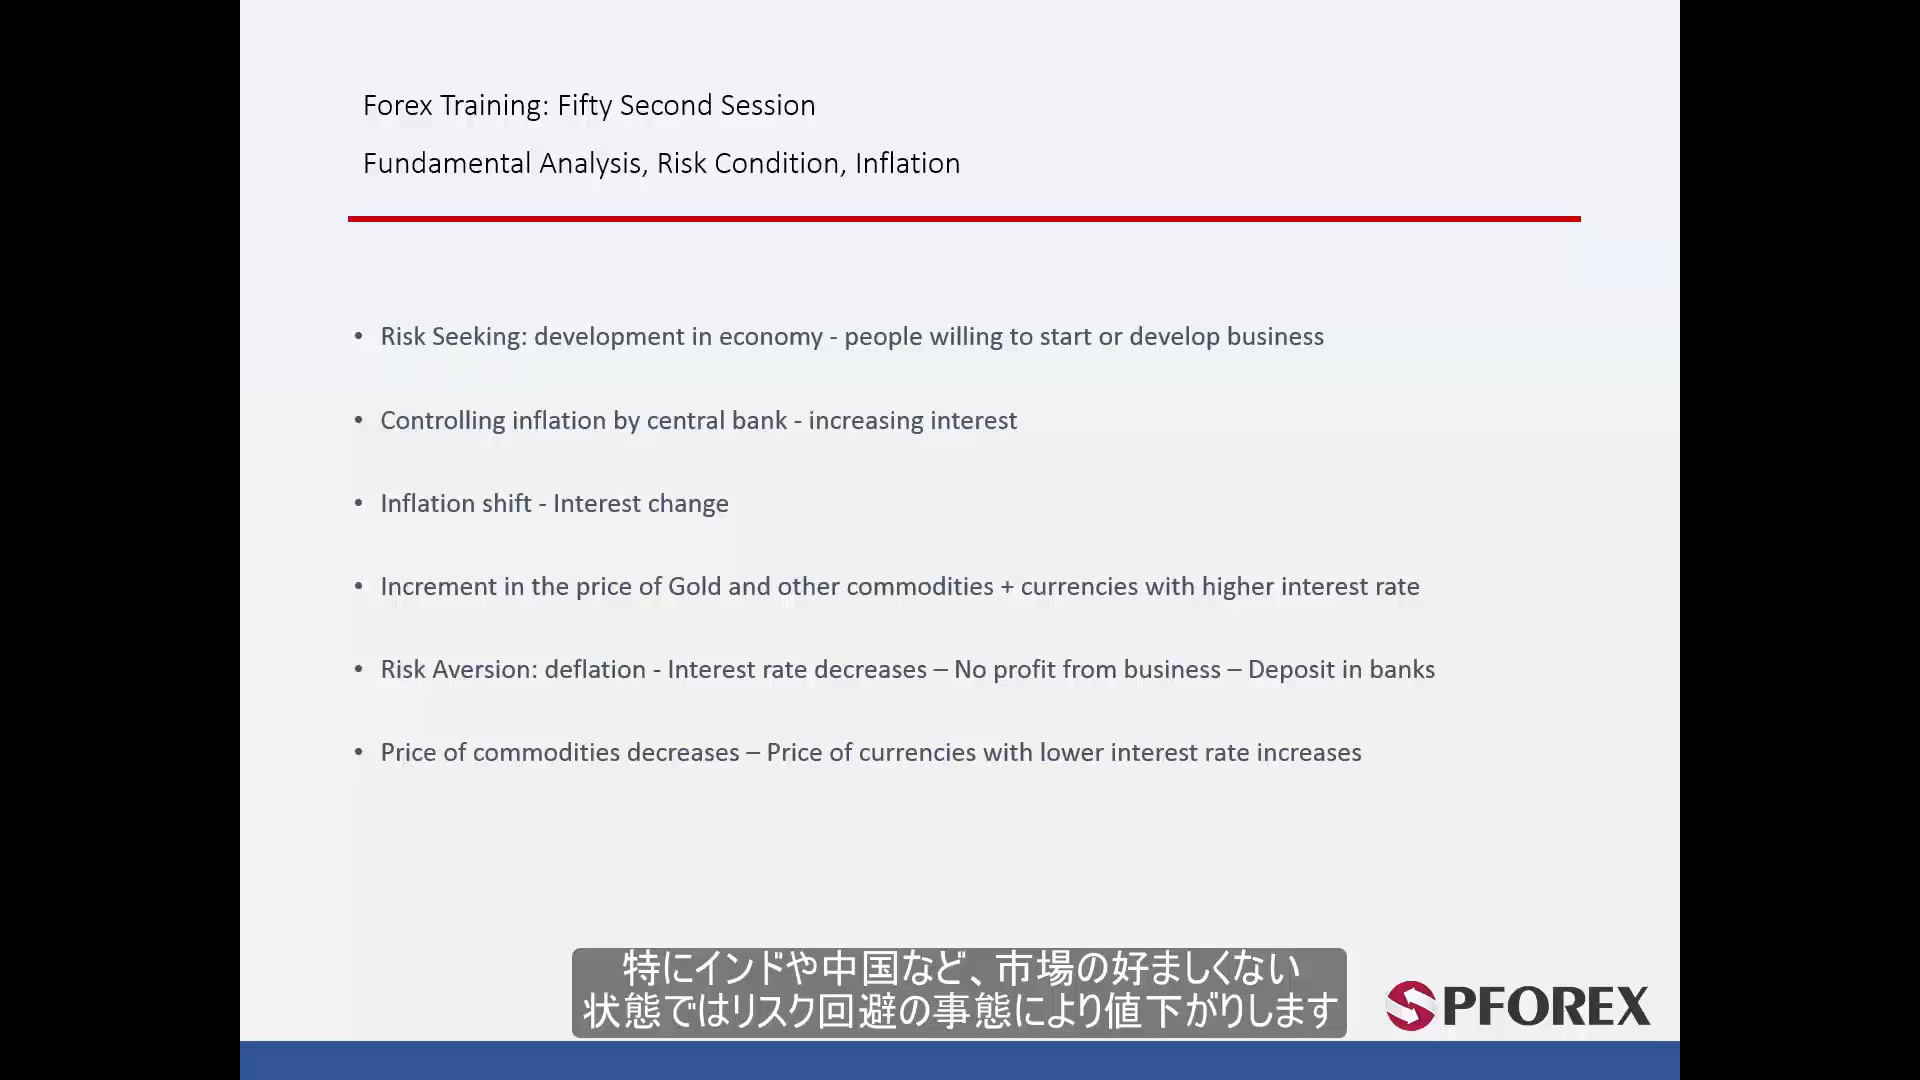 Forex Training: Fifty Second Session
Fundamental Analysis, Risk Condition, Inflation
• Risk Seeking: development in economy - people willing to start or develop business
• Controlling inflation by central bank - increasing interest
• Inflation shift - Interest change
• Increment in the price of Gold and other commodities + currencies with higher interest rate
• Risk Aversion: deflation - Interest rate decreases – No profit from business – Deposit in banks
• Price of commodities decreases – Price of currencies with lower interest rate increases
特にインドや中国など、市場の好ましくない
状態ではリスク回避の事態により値下がりします
SPFOREX